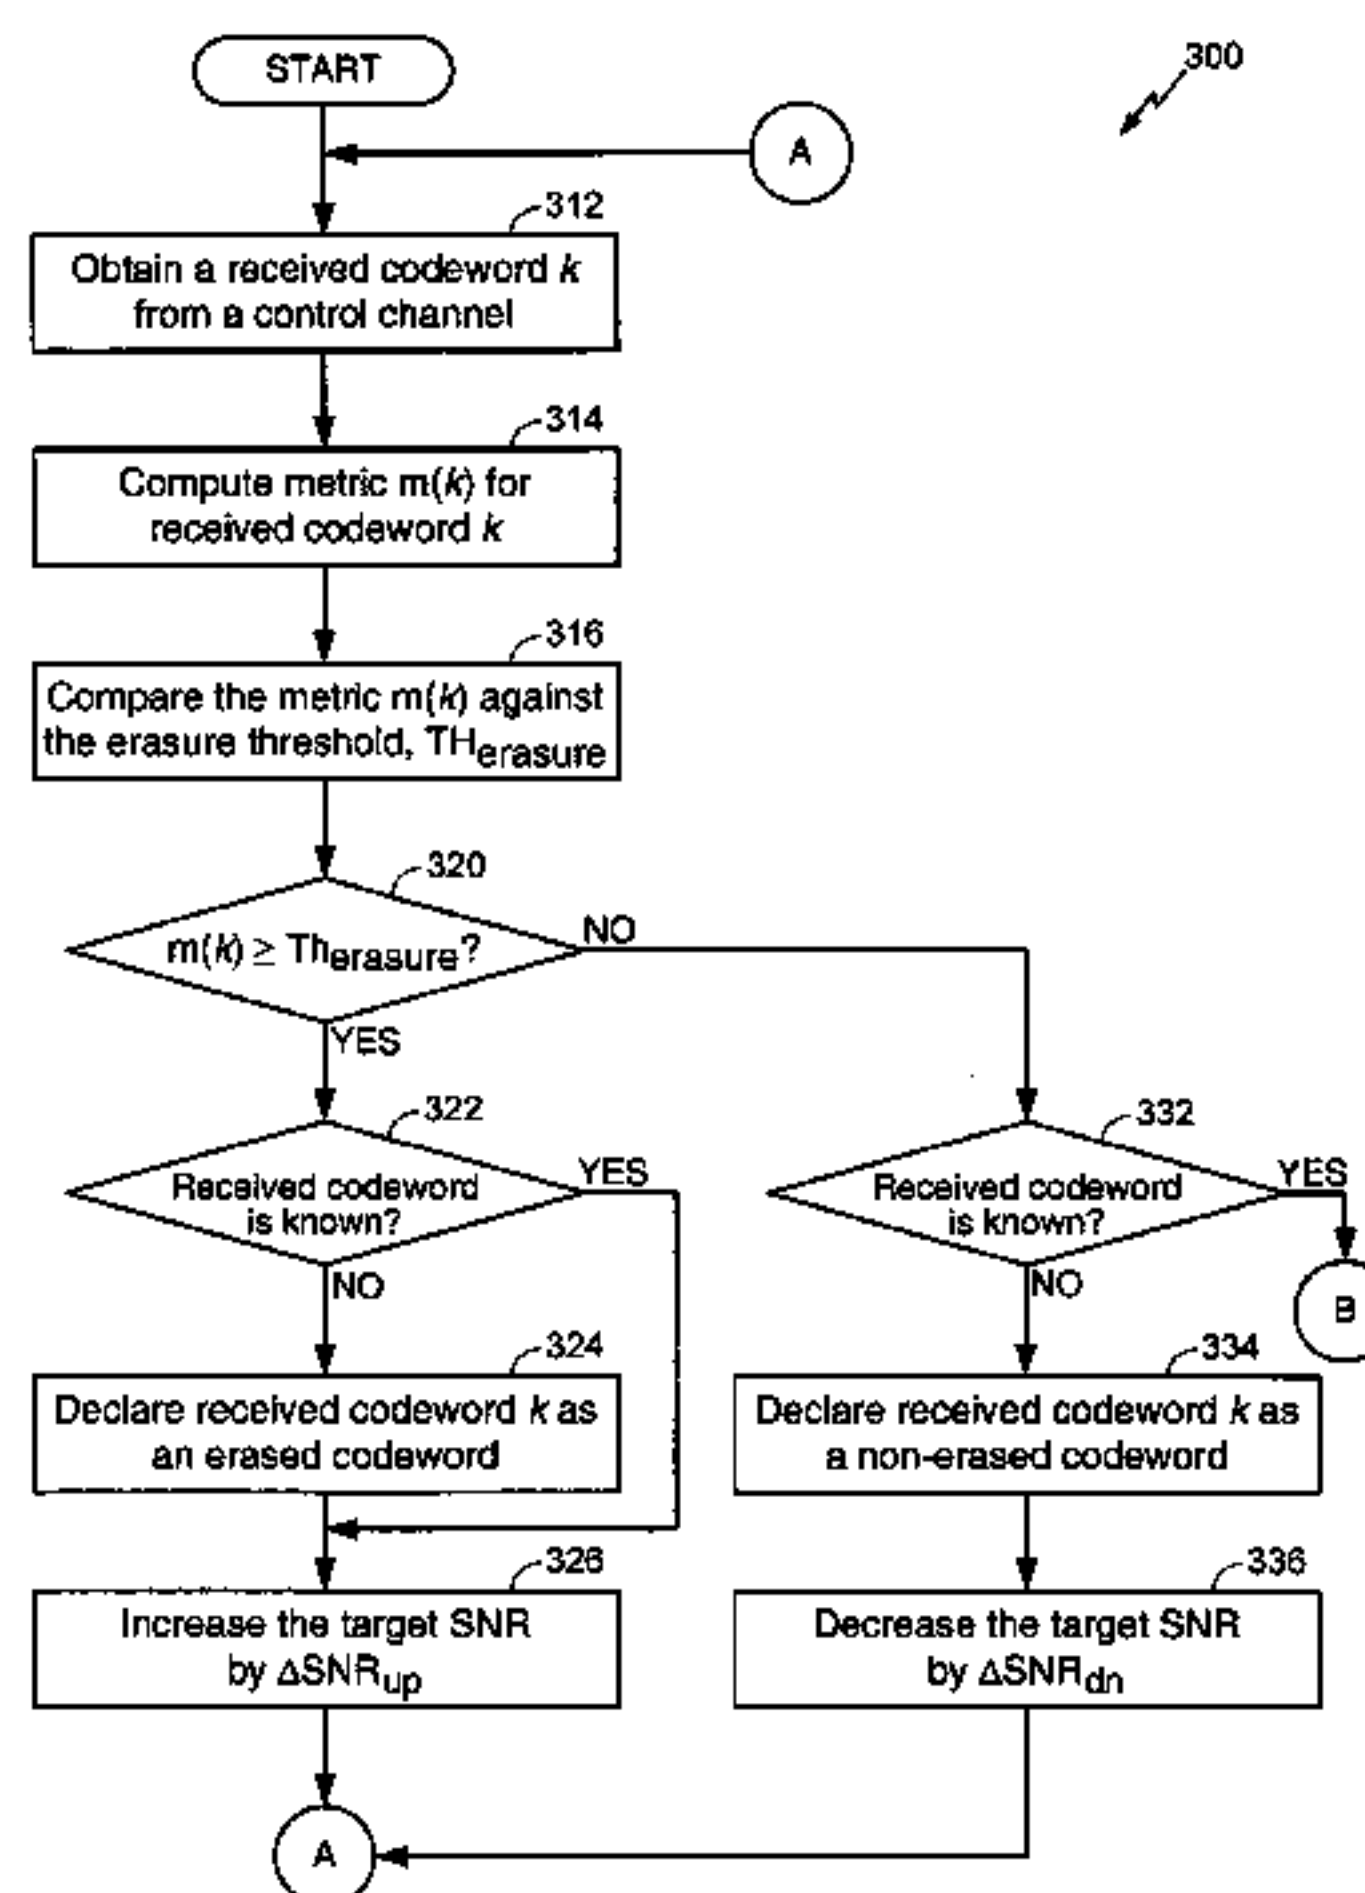 START
300
A
312
Obtain a received codeword k
from a control channel
314
Compute metric m(k) for
received codeword k
316
Compare the metric m(k) against
the erasure threshold, THerasure
320
m(k) ≥ Therasure?
NO
YES
322
Received codeword
is known?
YES
NO
332
Received codeword
is known?
YES
NO
B
324
Declare received codeword k as
an erased codeword
334
Declare received codeword k as
a non-erased codeword
326
Increase the target SNR
by ΔSNRup
336
Decrease the target SNR
by ΔSNRdn
A